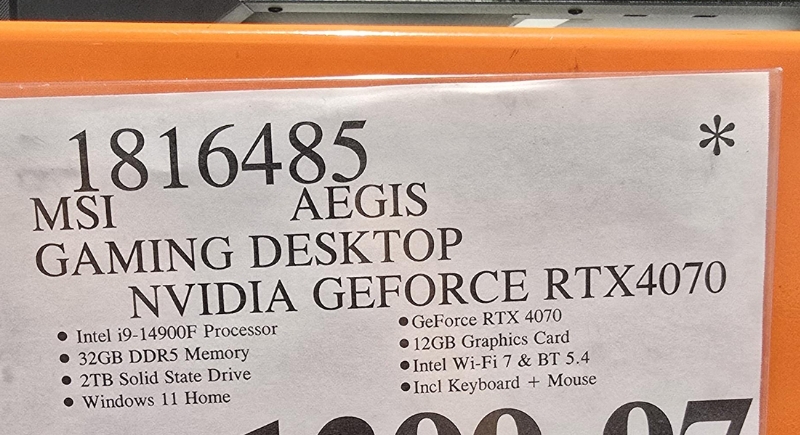 1816485
*
MSI AEGIS
GAMING DESKTOP
NVIDIA GEFORCE RTX4070
• Intel i9-14900F Processor
• 32GB DDR5 Memory
• 2TB Solid State Drive
• Windows 11 Home
• GeForce RTX 4070
• 12GB Graphics Card
• Intel Wi-Fi 7 & BT 5.4
• Incl Keyboard + Mouse